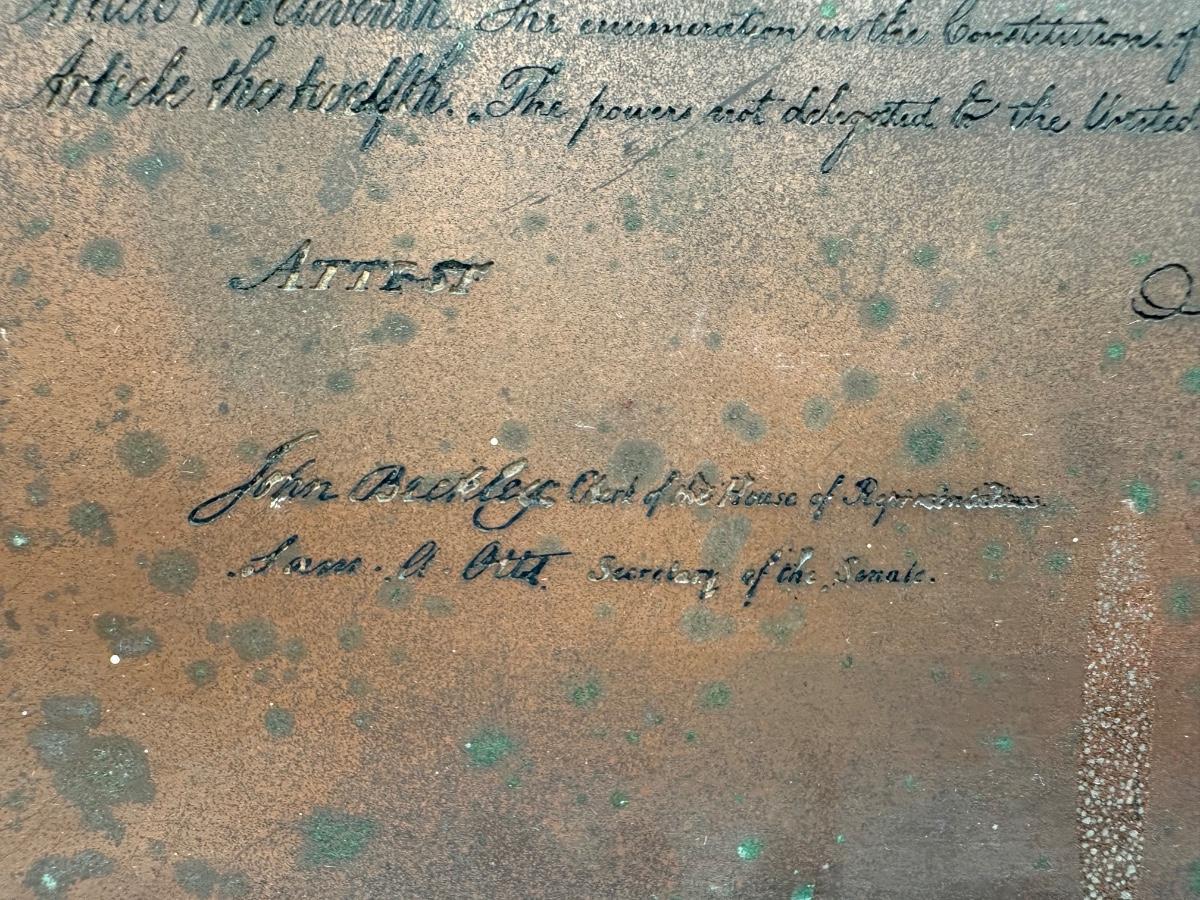 Article the eleventh. The enumeration in the Constitution, of
Article the twelfth. The powers not delegated to the United
ATTEST
John Beckley Clerk of the House of Representatives.
Sam. A. Otis Secretary of the Senate.